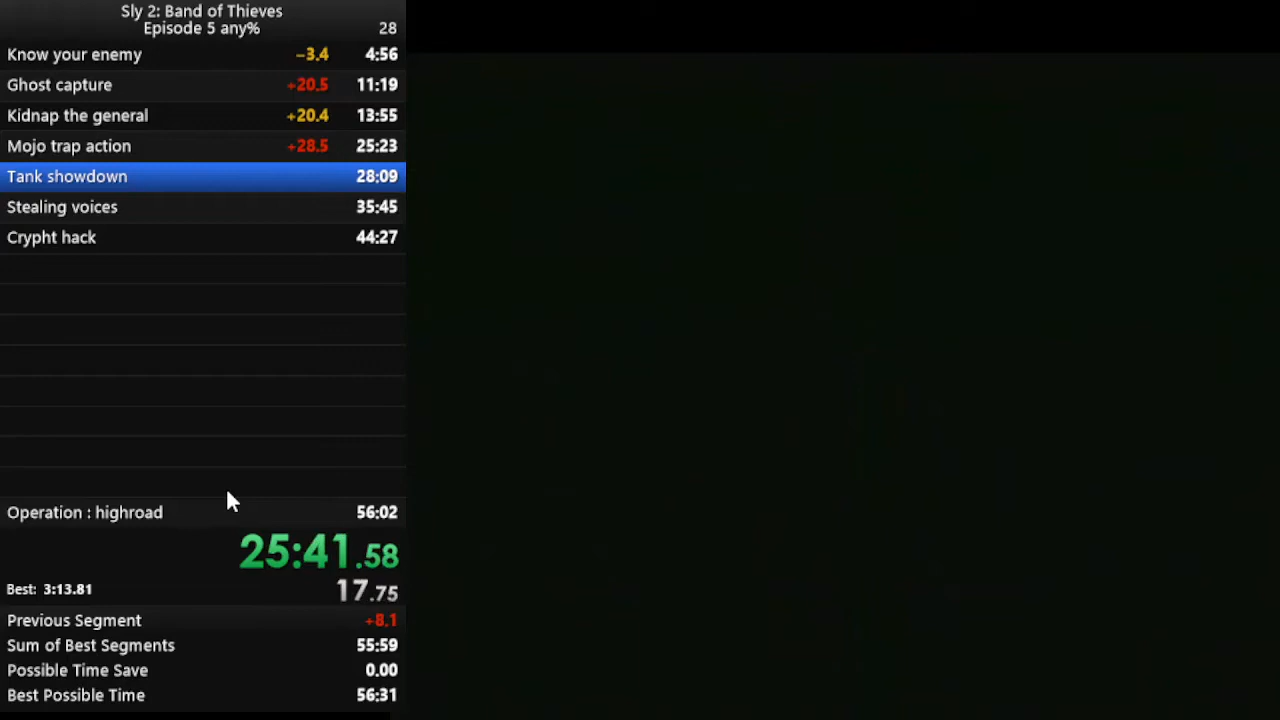 Sly 2: Band of Thieves
Episode 5 any% 28
Know your enemy −3.4 4:56
Ghost capture +20.5 11:19
Kidnap the general +20.4 13:55
Mojo trap action +28.5 25:23
Tank showdown 28:09
Stealing voices 35:45
Crypht hack 44:27
Operation : highroad 56:02
25:41.58
Best: 3:13.81 17.75
Previous Segment +8.1
Sum of Best Segments 55:59
Possible Time Save 0.00
Best Possible Time 56:31